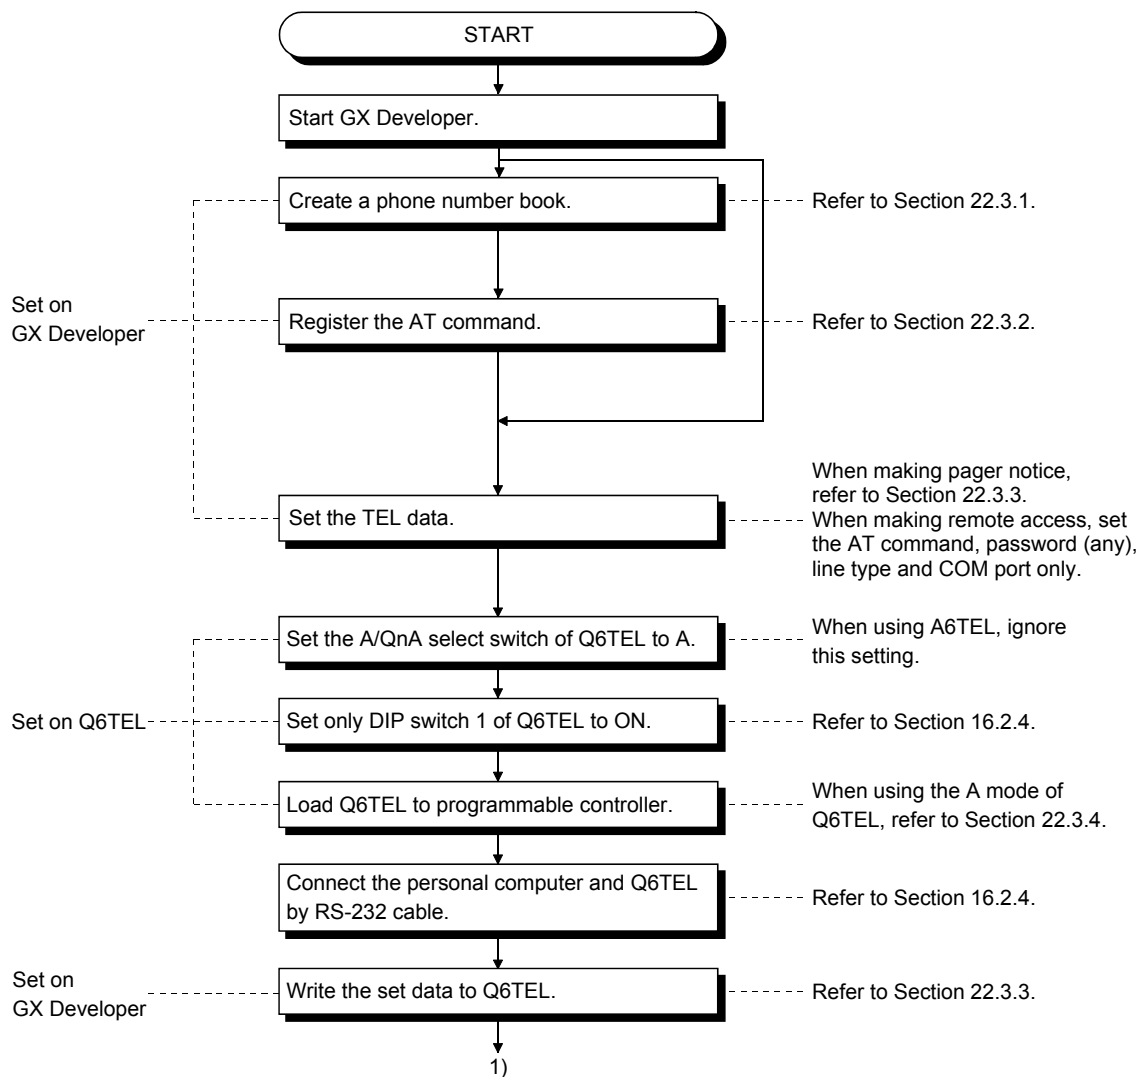 START
Start GX Developer.
Create a phone number book.
Refer to Section 22.3.1.
Set on
GX Developer
Register the AT command.
Refer to Section 22.3.2.
Set the TEL data.
When making pager notice,
refer to Section 22.3.3.
When making remote access, set
the AT command, password (any),
line type and COM port only.
Set the A/QnA select switch of Q6TEL to A.
When using A6TEL, ignore
this setting.
Set on Q6TEL
Set only DIP switch 1 of Q6TEL to ON.
Refer to Section 16.2.4.
Load Q6TEL to programmable controller.
When using the A mode of
Q6TEL, refer to Section 22.3.4.
Connect the personal computer and Q6TEL
by RS-232 cable.
Refer to Section 16.2.4.
Set on
GX Developer
Write the set data to Q6TEL.
Refer to Section 22.3.3.
1)